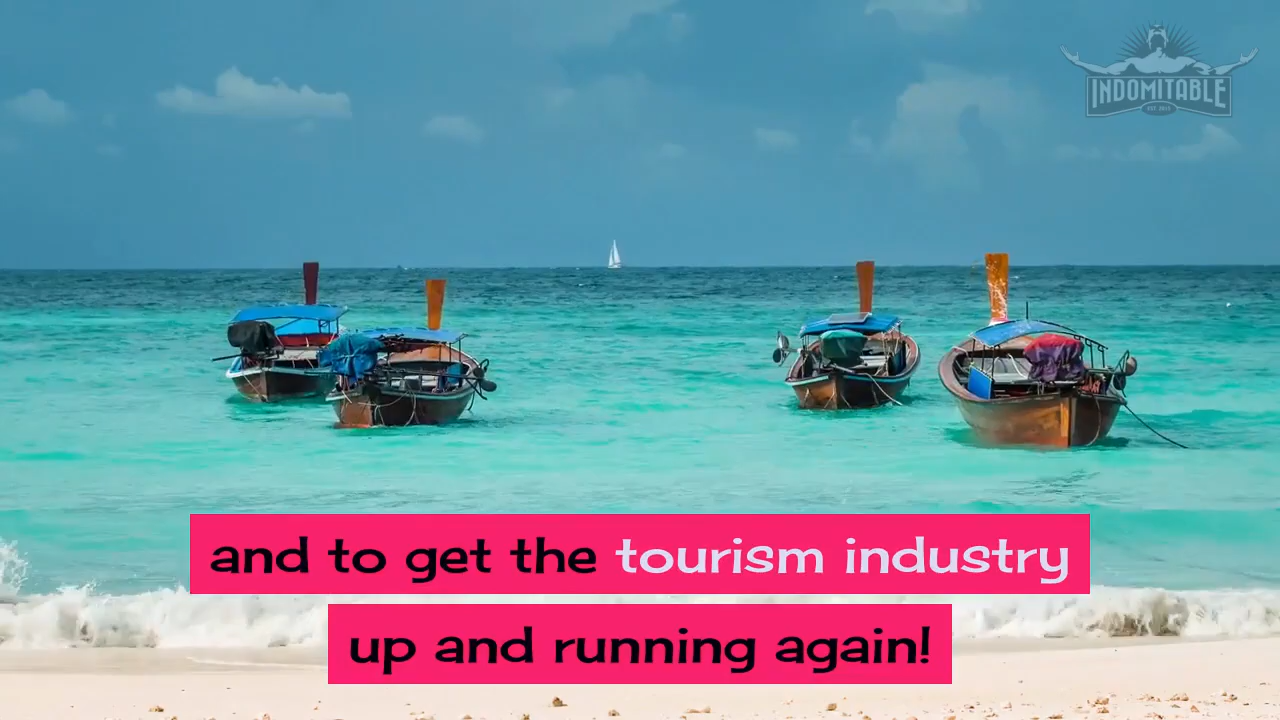 INDOMITABLE
and to get the tourism industry
up and running again!